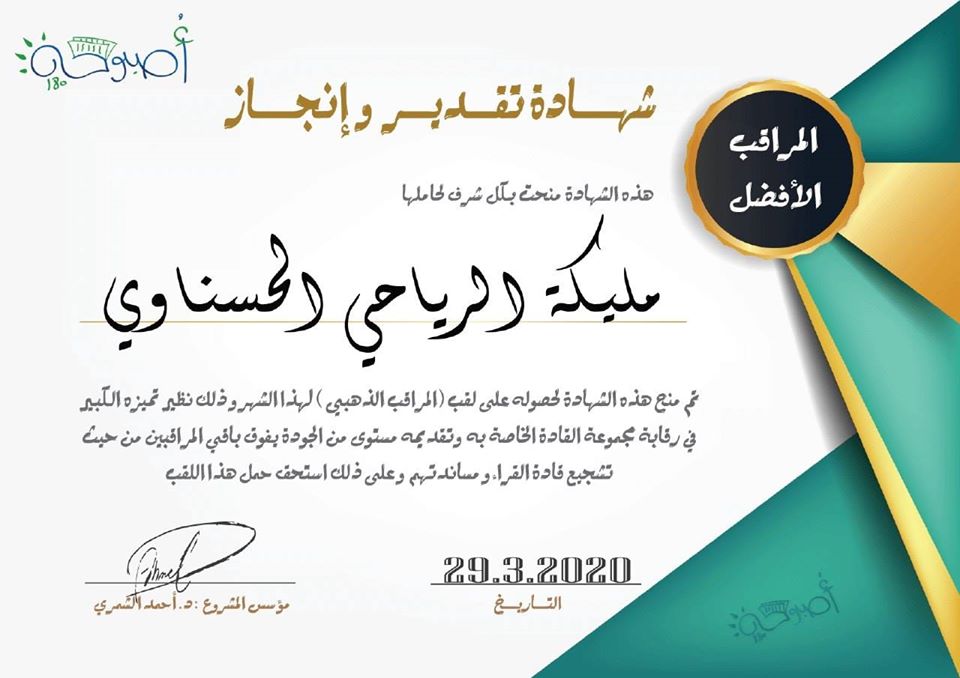 أصبوحة
180
شهادة تقدير وإنجاز
المراقب
الأفضل
هذه الشهادة منحت بكل شرف لحاملها
مليكة الرياحي الحسناوي
تم منح هذه الشهادة لحصوله على لقب (المراقب الذهبي) لهذا الشهر وذلك نظير تميزه الكبير
في رقابة مجموعة القادة الخاصة به وتقديمه مستوى من الجودة يفوق باقي المراقبين من حيث
تشجيع قادة القراء ومساندتهم وعلى ذلك استحق حمل هذا اللقب
29.3.2020
التاريخ
مؤسس المشروع :د.أحمد الشمري
أصبوحة
180